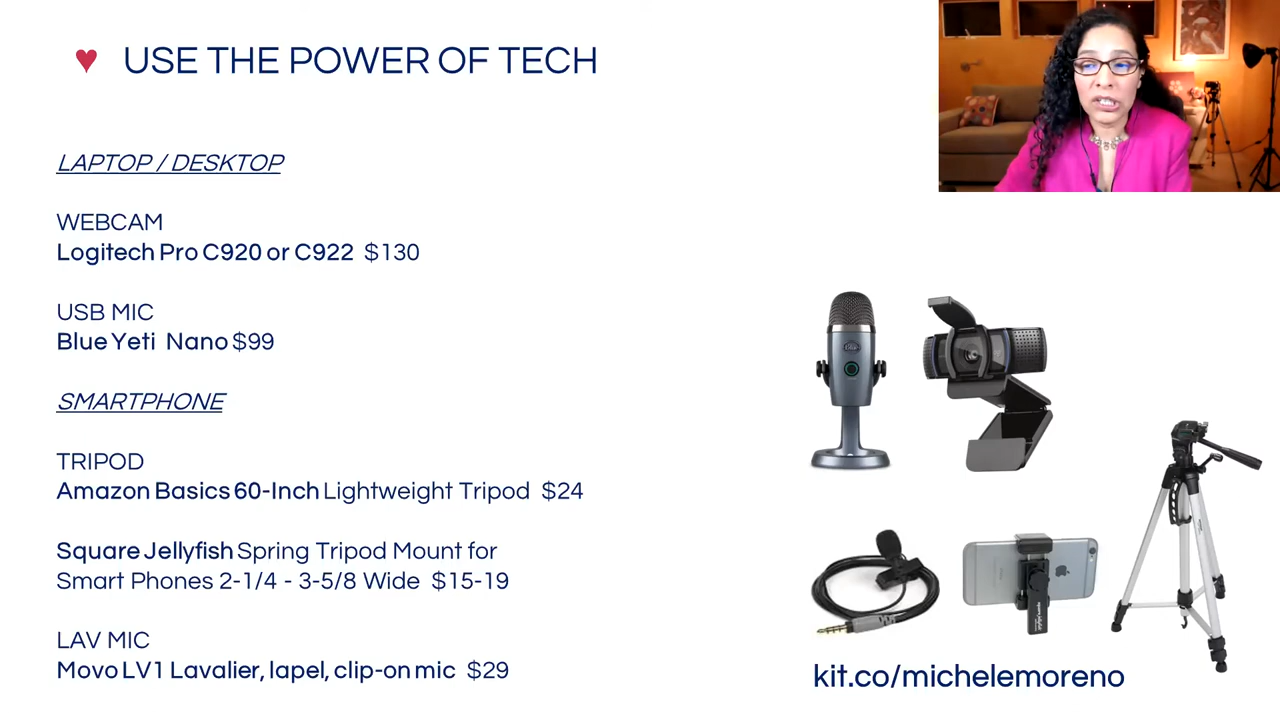 ♥ USE THE POWER OF TECH
LAPTOP / DESKTOP
WEBCAM
Logitech Pro C920 or C922 $130
USB MIC
Blue Yeti Nano $99
SMARTPHONE
TRIPOD
Amazon Basics 60-Inch Lightweight Tripod $24
Square Jellyfish Spring Tripod Mount for
Smart Phones 2-1/4 - 3-5/8 Wide $15-19
LAV MIC
Movo LV1 Lavalier, lapel, clip-on mic $29
kit.co/michelemoreno